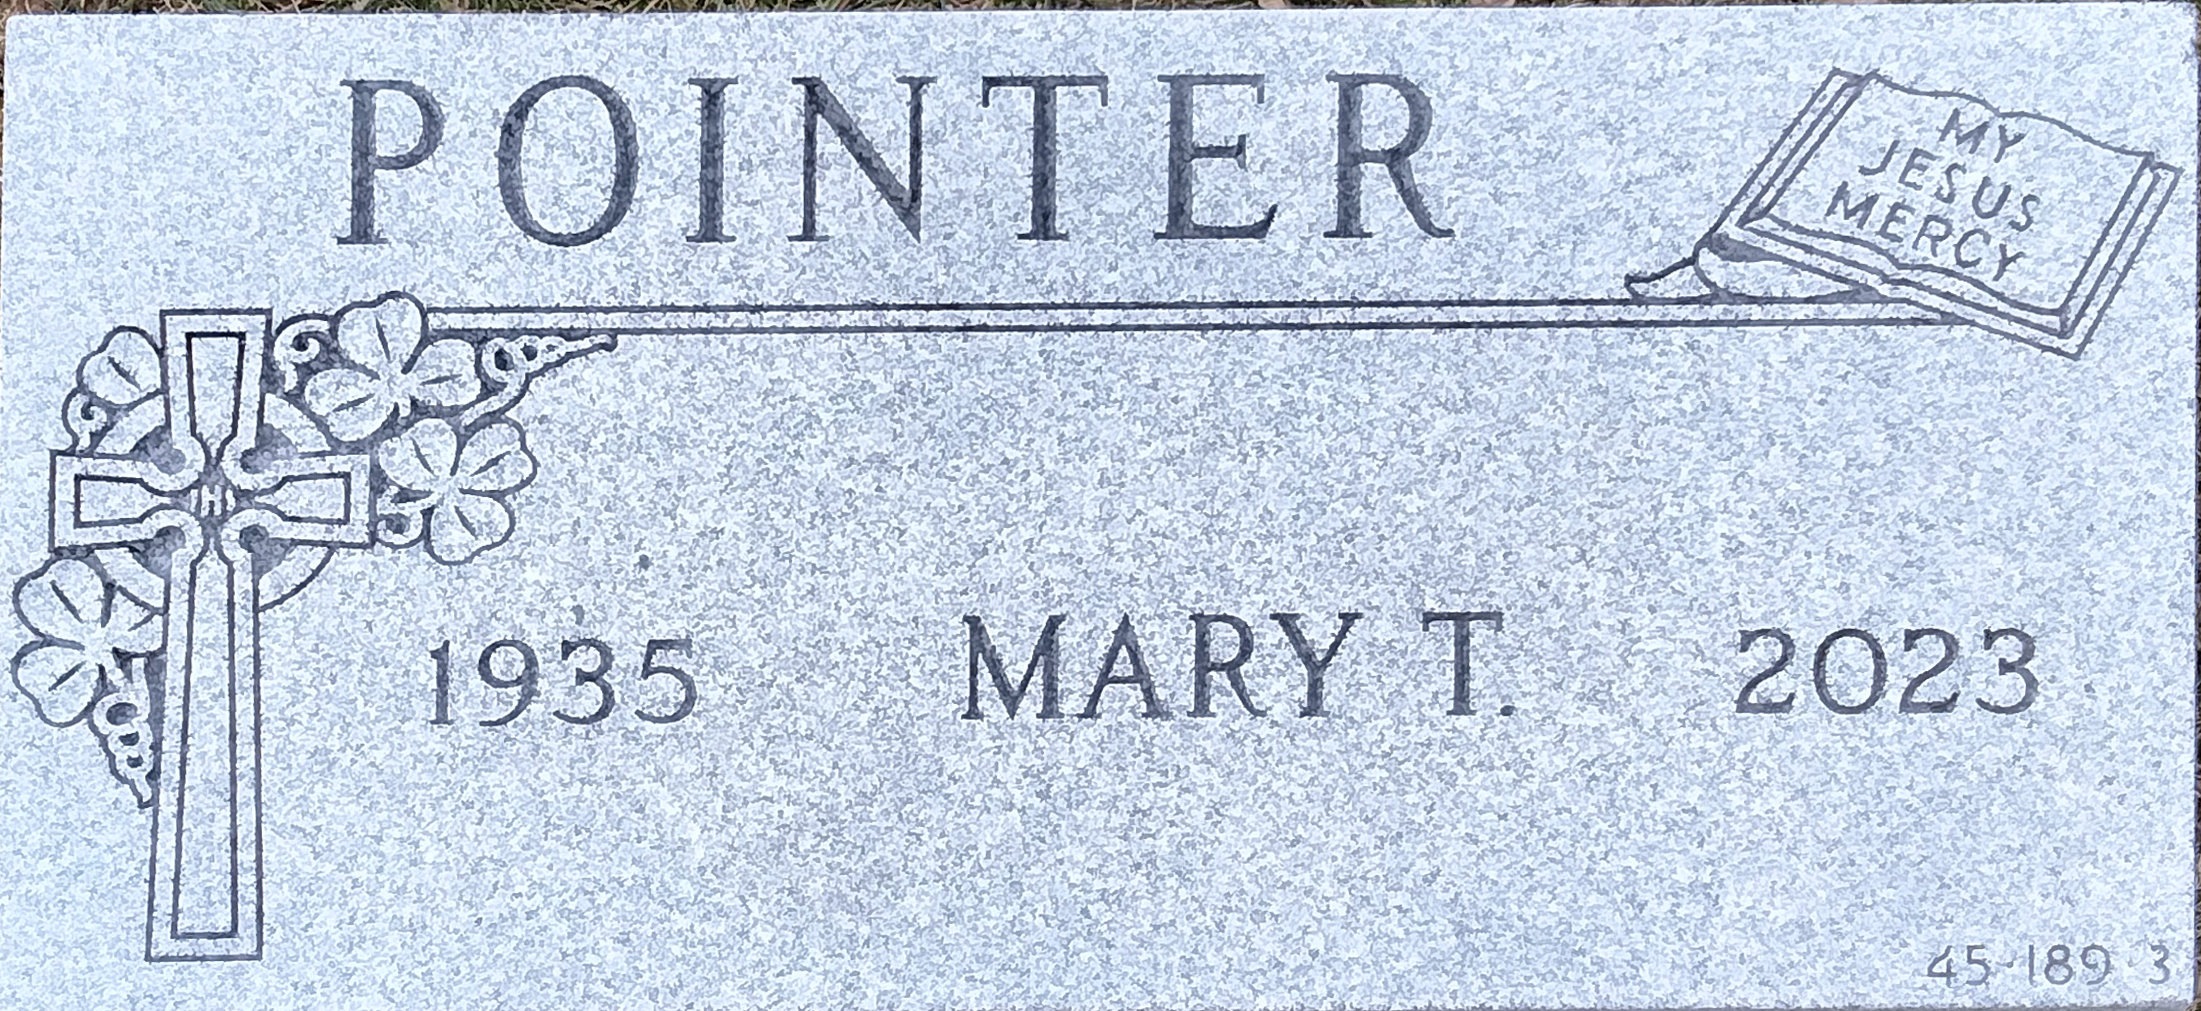 POINTER
MY
JESUS
MERCY
1935 MARY T. 2023
45-189-3